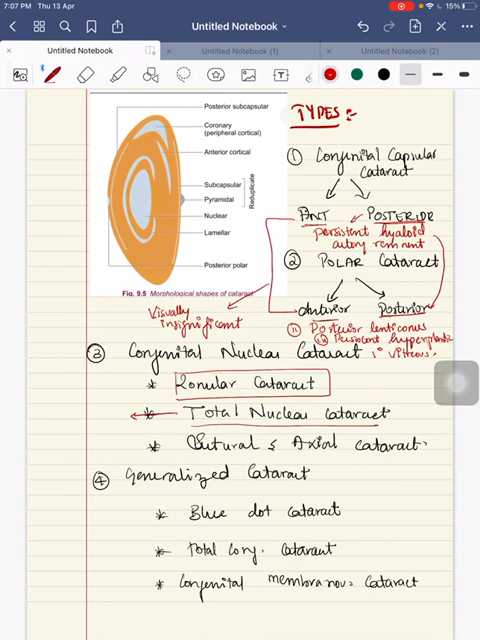 7:07 PM Thu 13 Apr
15%
Untitled Notebook
Untitled Notebook
Untitled Notebook (1)
Untitled Notebook (2)
Posterior subcapsular
Coronary
(peripheral cortical)
Anterior cortical
Subcapsular
Pyramidal
Reduplicate
Nuclear
Lamellar
Posterior polar
Fig. 9.5 Morphological shapes of cataract
TYPES :-
① Congenital Capsular
Cataract
ANT POSTERIOR
persistent hyaloid
artery remnant
② POLAR Cataract
Anterior Posterior
Visually
insignificant
Posterior lenticonus
Persistent hyperplastic
1° vitreous.
③ Congenital Nuclear Cataract
* Zonular Cataract
* Total Nuclear Cataract
* Sutural & Axial Cataract.
④ Generalized Cataract
* Blue dot Cataract
* Total Cong. Cataract
* Congenital membranous Cataract